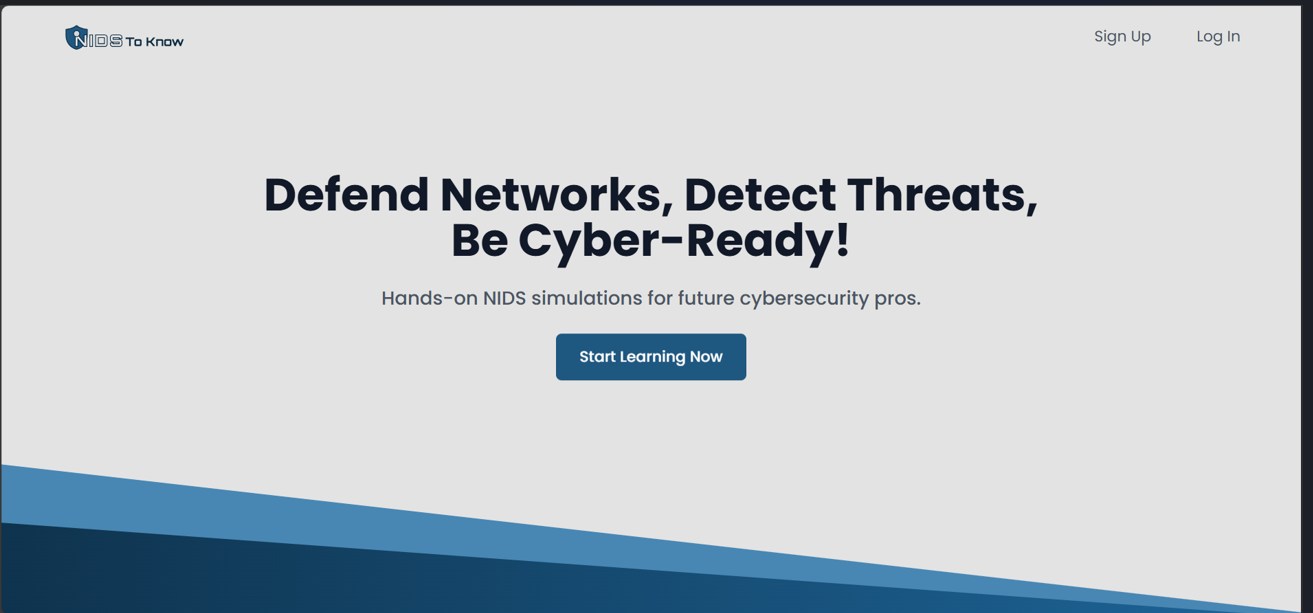 NIDS To Know
Sign Up
Log In
Defend Networks, Detect Threats,
Be Cyber-Ready!
Hands-on NIDS simulations for future cybersecurity pros.
Start Learning Now